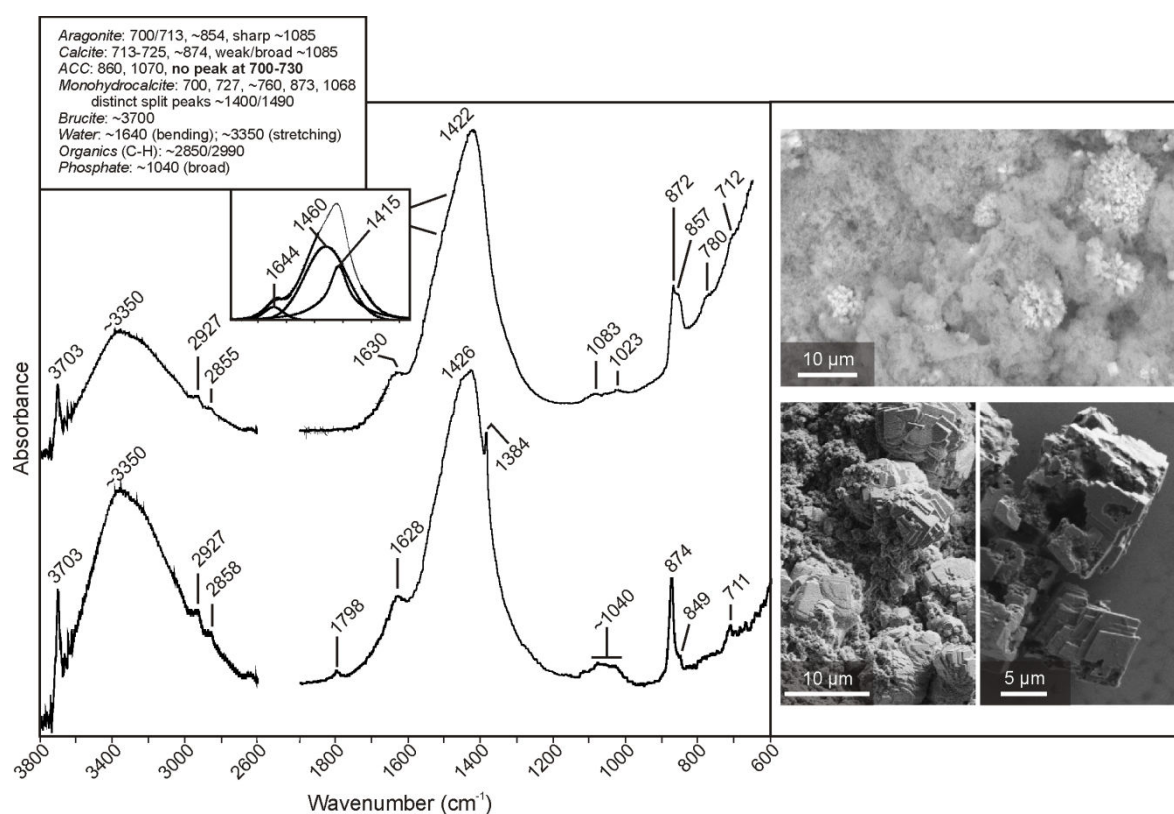 Aragonite: 700/713, ~854, sharp ~1085
Calcite: 713-725, ~874, weak/broad ~1085
ACC: 860, 1070, no peak at 700-730
Monohydrocalcite: 700, 727, ~760, 873, 1068
distinct split peaks ~1400/1490
Brucite: ~3700
Water: ~1640 (bending); ~3350 (stretching)
Organics (C-H): ~2850/2990
Phosphate: ~1040 (broad)
1422
1644
1460
1415
3703
~3350
2927
2855
1630
1083
1023
872
857
780
712
3703
~3350
2927
2858
1798
1628
1426
1384
~1040
874
849
711
Absorbance
3800
3400
3000
2600
1800
1600
1400
1200
1000
800
600
Wavenumber (cm-1)
10 µm
10 µm
5 µm